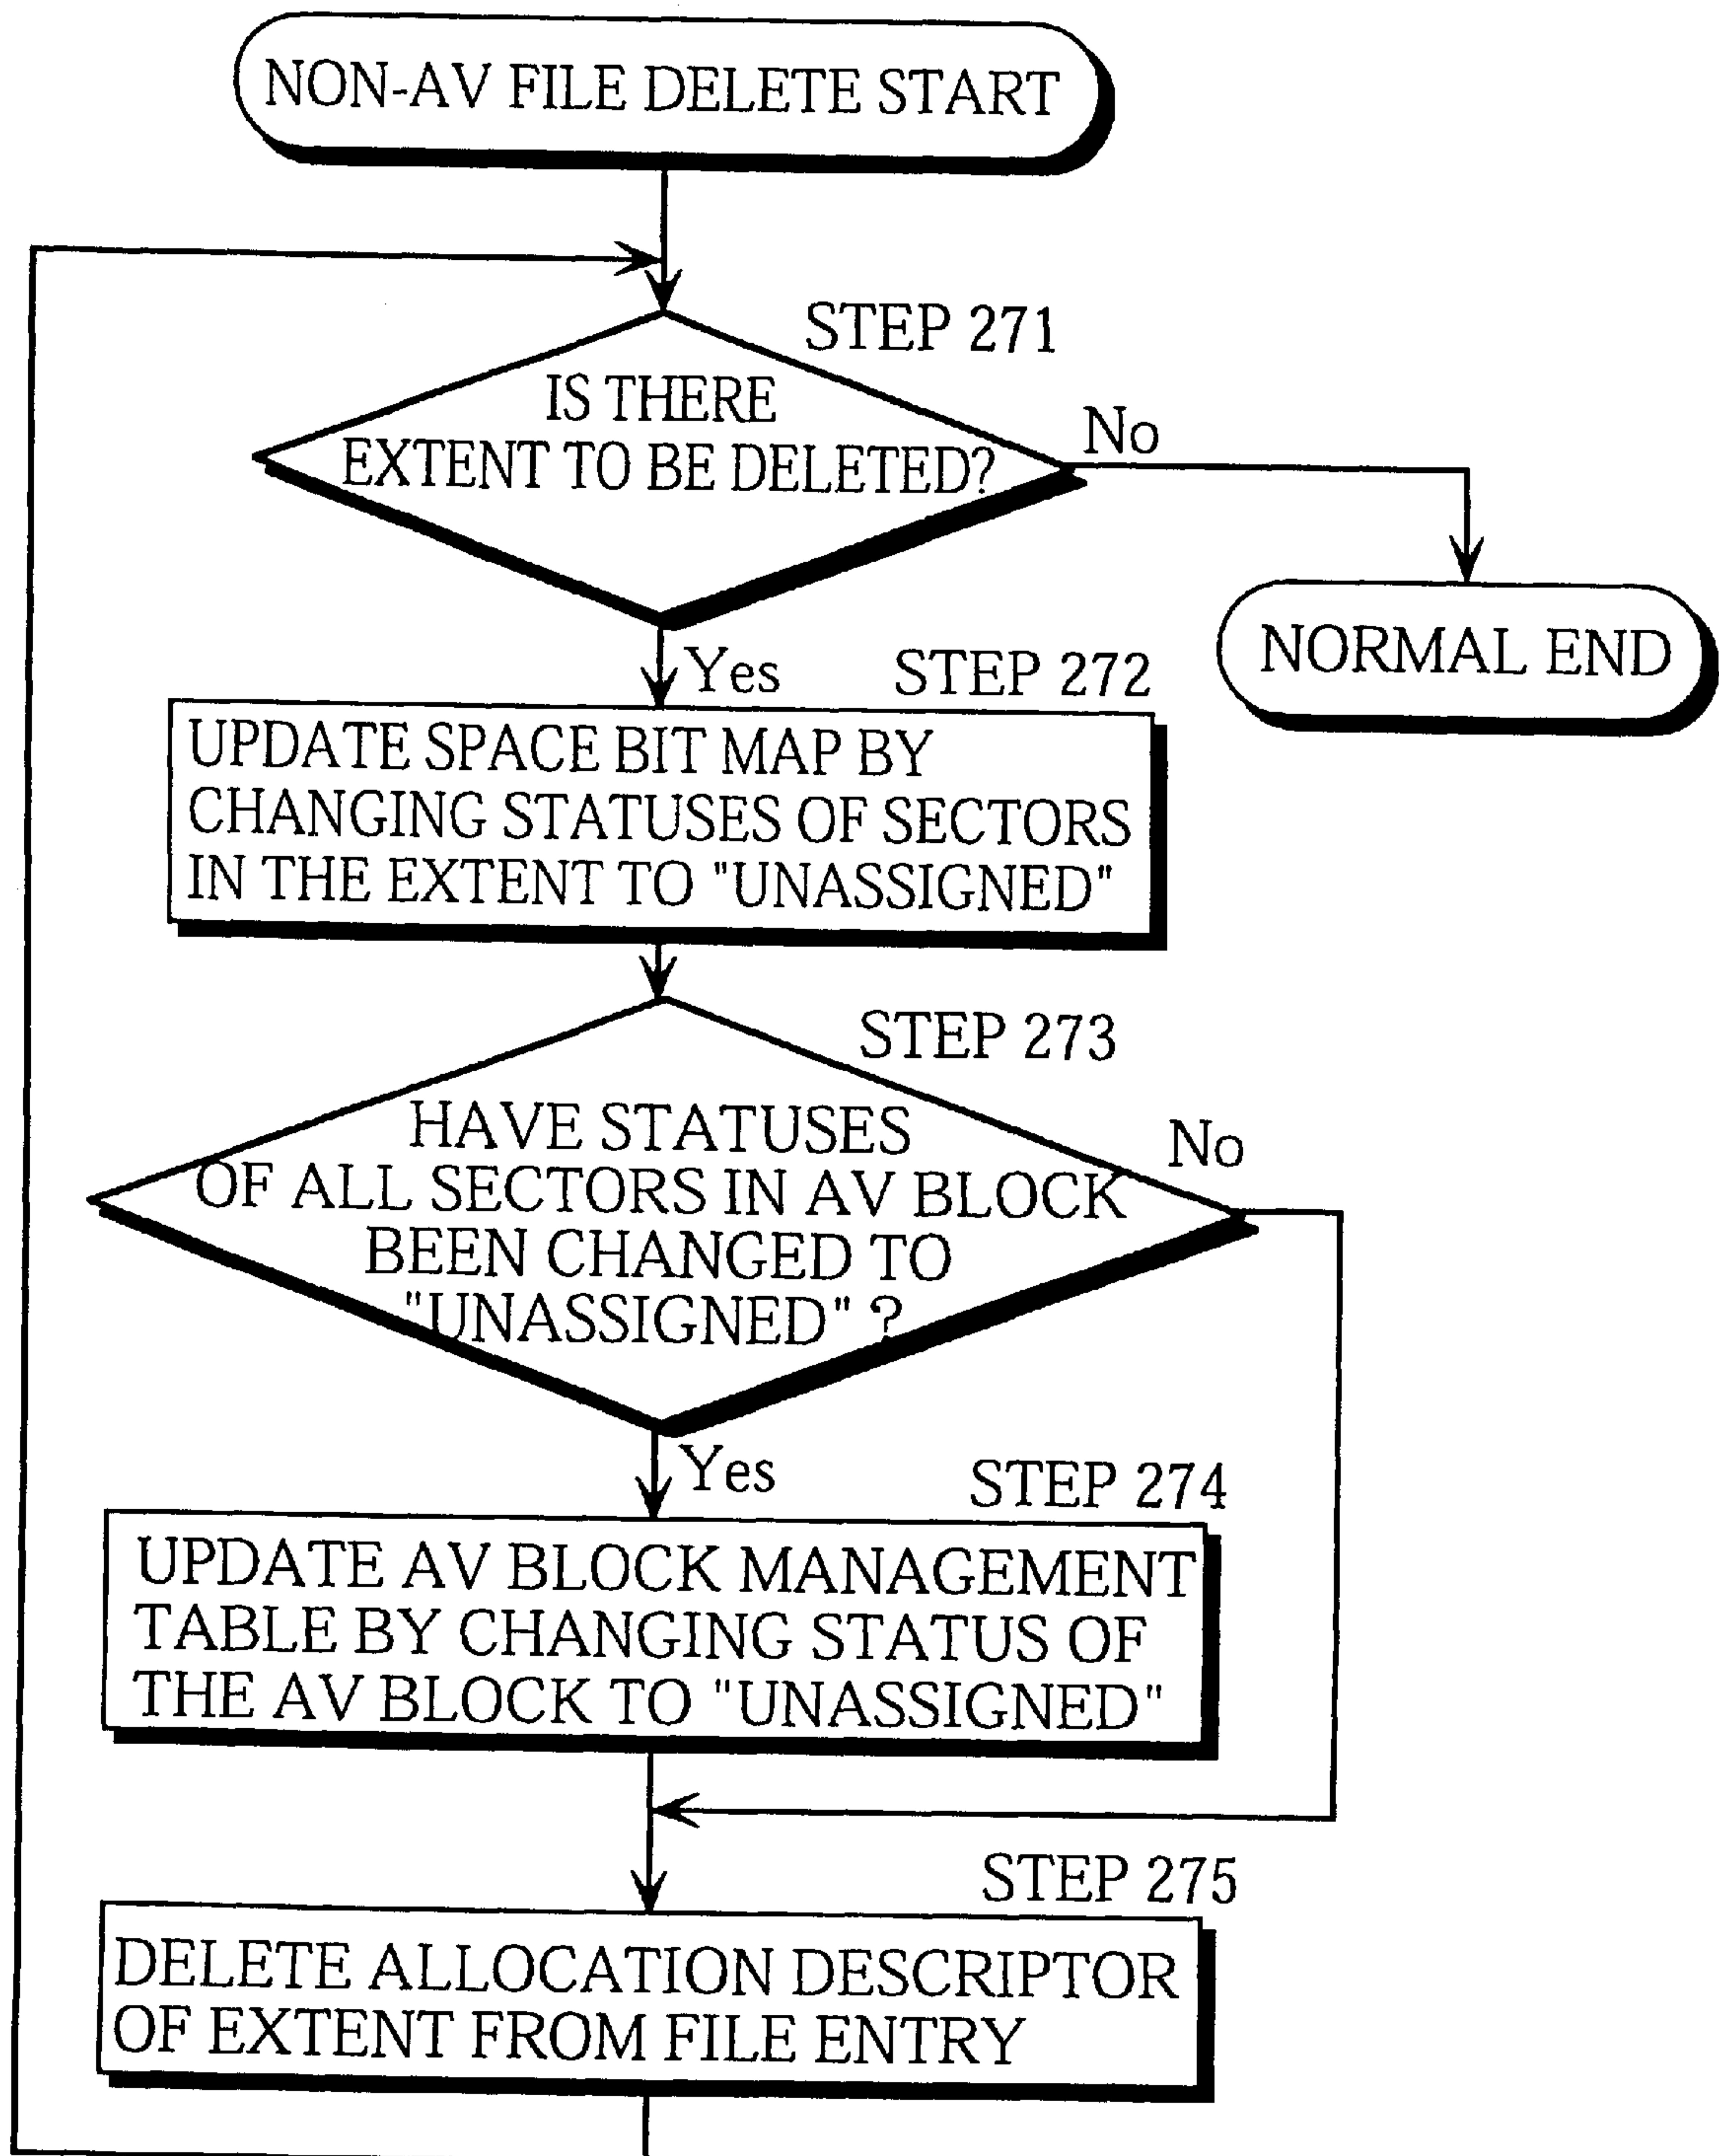 NON-AV FILE DELETE START
STEP 271
IS THERE
EXTENT TO BE DELETED?
No
NORMAL END
Yes
STEP 272
UPDATE SPACE BIT MAP BY
CHANGING STATUSES OF SECTORS
IN THE EXTENT TO "UNASSIGNED"
STEP 273
HAVE STATUSES
OF ALL SECTORS IN AV BLOCK
BEEN CHANGED TO
"UNASSIGNED" ?
No
Yes
STEP 274
UPDATE AV BLOCK MANAGEMENT
TABLE BY CHANGING STATUS OF
THE AV BLOCK TO "UNASSIGNED"
STEP 275
DELETE ALLOCATION DESCRIPTOR
OF EXTENT FROM FILE ENTRY